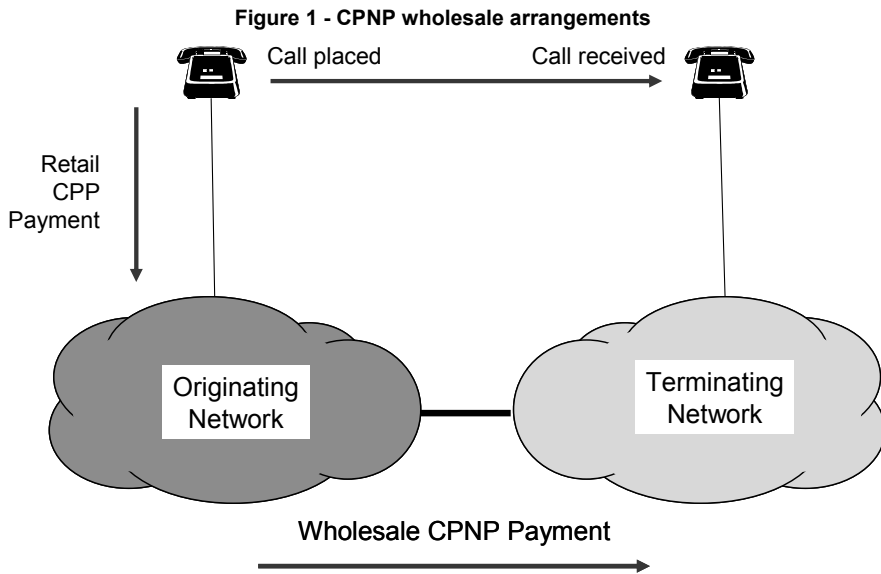 Figure 1 - CPNP wholesale arrangements
Call placed
Call received
Retail
CPP
Payment
Originating
Network
Terminating
Network
Wholesale CPNP Payment